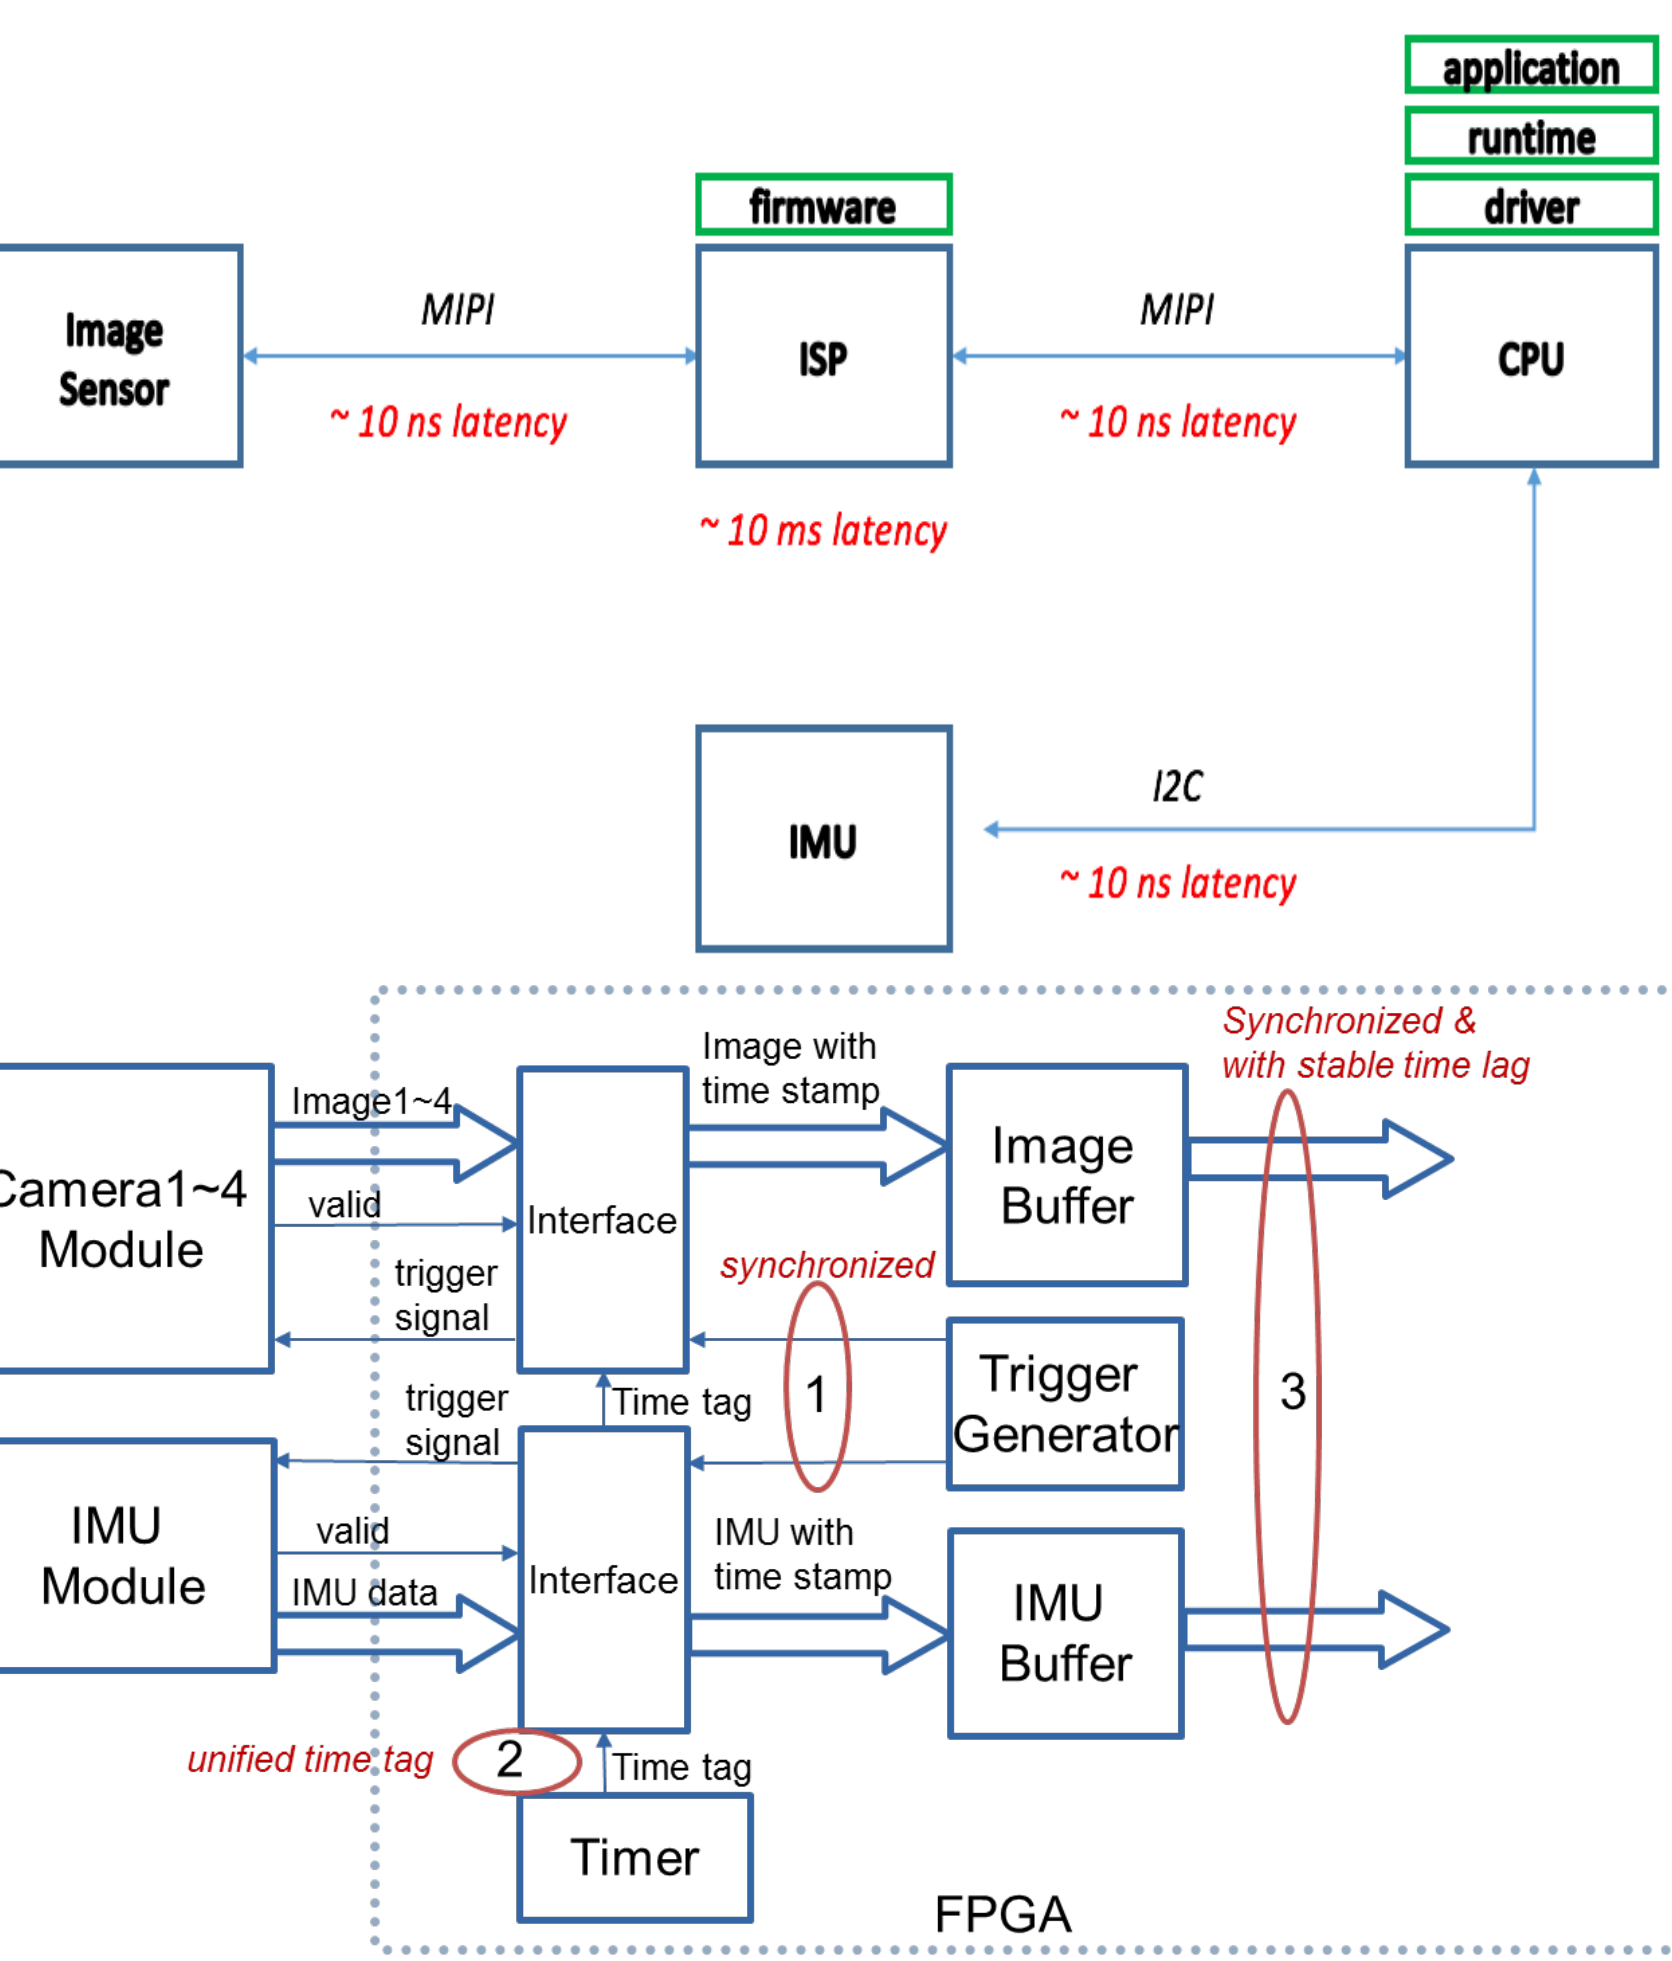 application
runtime
driver
firmware
Image
Sensor
MIPI
~ 10 ns latency
ISP
~ 10 ms latency
MIPI
~ 10 ns latency
CPU
IMU
I2C
~ 10 ns latency
Synchronized &
with stable time lag
Image with
time stamp
Image1~4
Camera1~4
Module
valid
Interface
Image
Buffer
trigger
signal
synchronized
1
Trigger
Generator
3
Time tag
trigger
signal
IMU
Module
valid
IMU data
Interface
IMU with
time stamp
IMU
Buffer
unified time tag
2
Time tag
Timer
FPGA